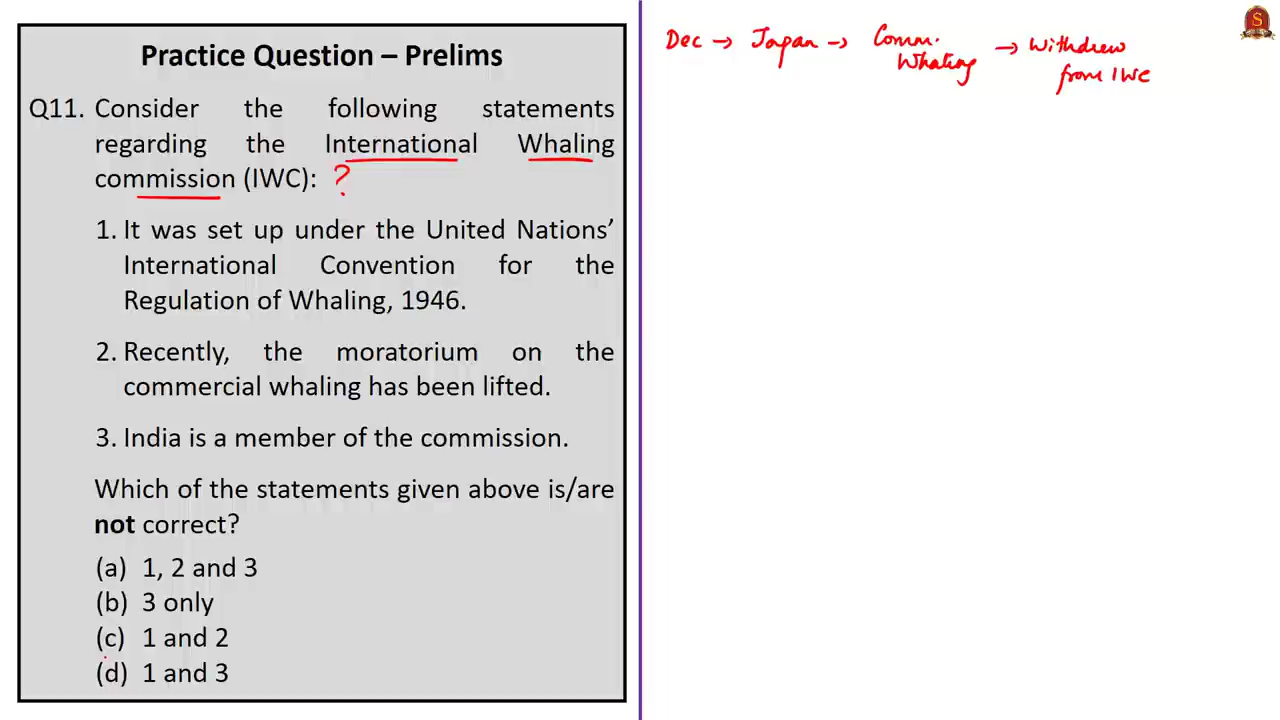 Practice Question – Prelims
Q11. Consider the following statements
regarding the International Whaling
commission (IWC): ?
1. It was set up under the United Nations’
International Convention for the
Regulation of Whaling, 1946.
2. Recently, the moratorium on the
commercial whaling has been lifted.
3. India is a member of the commission.
Which of the statements given above is/are
not correct?
(a) 1, 2 and 3
(b) 3 only
(c) 1 and 2
(d) 1 and 3
Dec → Japan → Comm.
Whaling → Withdrew
from IWC
S